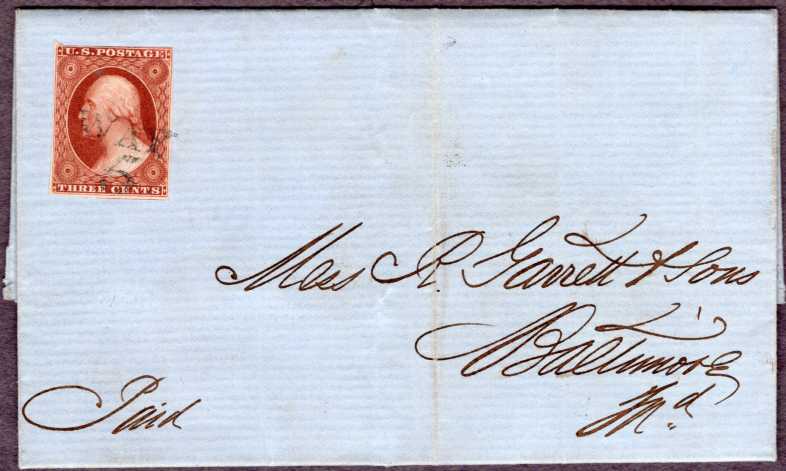 U.S. POSTAGE
THREE CENTS
Mess R. Garrett & Sons
Baltimore
Md
Paid